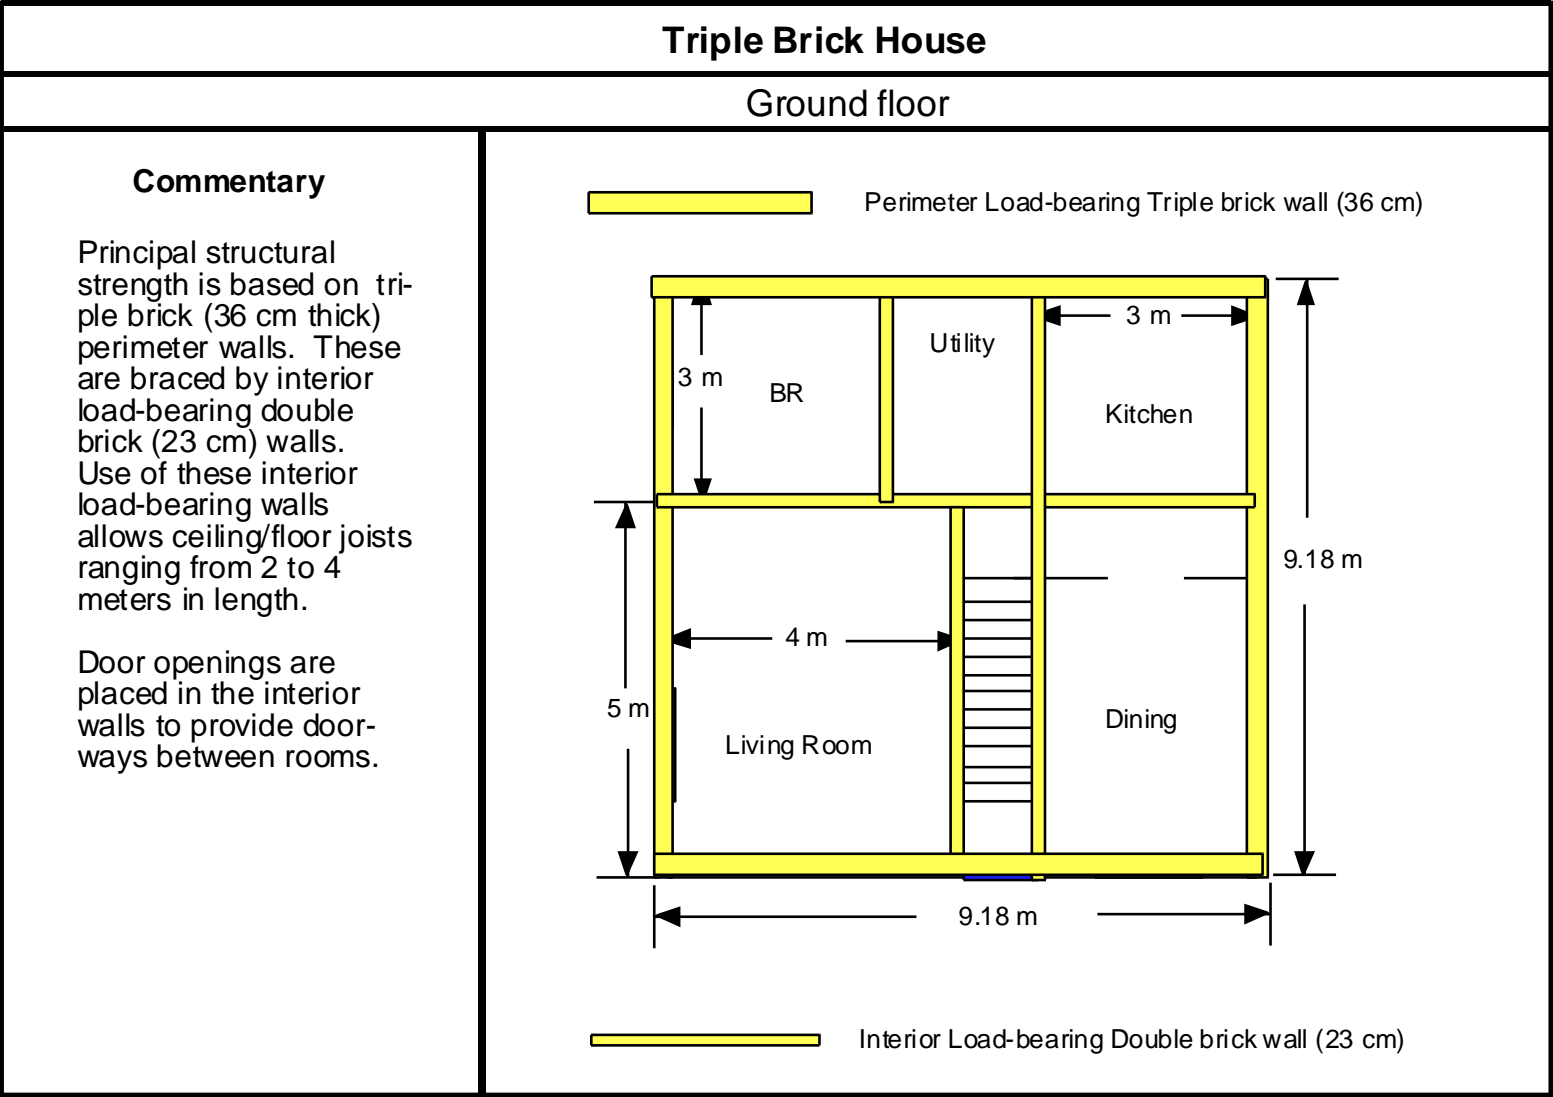 Triple Brick House
Ground floor
Commentary
Principal structural
strength is based on  tri-
ple brick (36 cm thick)
perimeter walls.  These
are braced by interior
load-bearing double
brick (23 cm) walls.
Use of these interior
load-bearing walls
allows ceiling/floor joists
ranging from 2 to 4
meters in length.
Door openings are
placed in the interior
walls to provide door-
ways between rooms.
Perimeter Load-bearing Triple brick wall (36 cm)
3 m
Utility
3 m
BR
Kitchen
9.18 m
4 m
5 m
Living Room
Dining
9.18 m
Interior Load-bearing Double brick wall (23 cm)